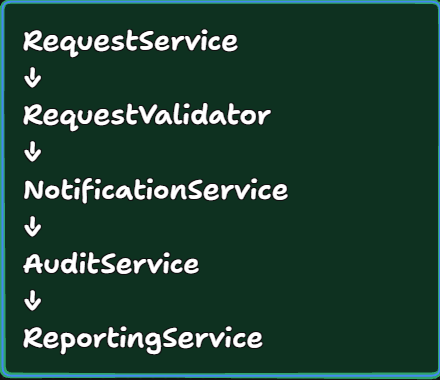 RequestService
↓
RequestValidator
↓
NotificationService
↓
AuditService
↓
ReportingService